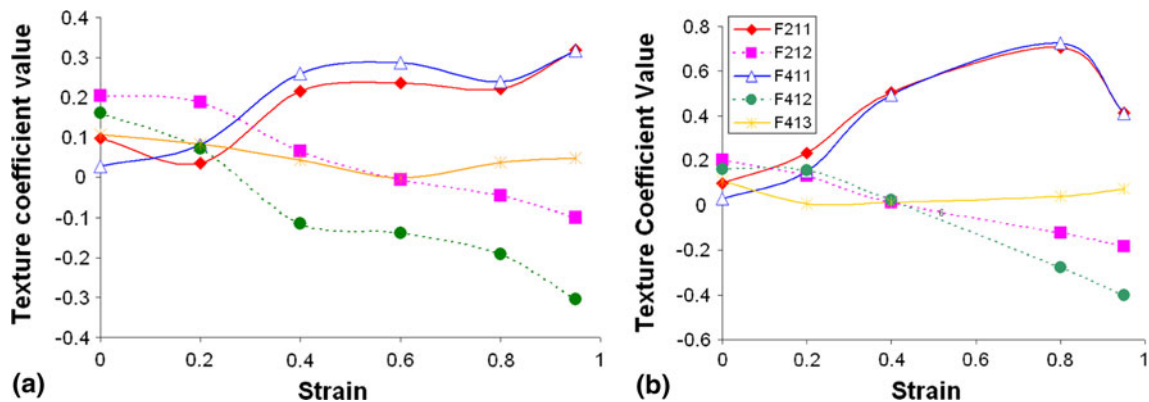 Texture coefficient value
0.4
0.3
0.2
0.1
0
-0.1
-0.2
-0.3
-0.4
0 0.2 0.4 0.6 0.8 1
(a) Strain
Texture Coefficient Value
0.8
0.6
0.4
0.2
0
-0.2
-0.4
-0.6
F211
F212
F411
F412
F413
0 0.2 0.4 0.6 0.8 1
(b) Strain